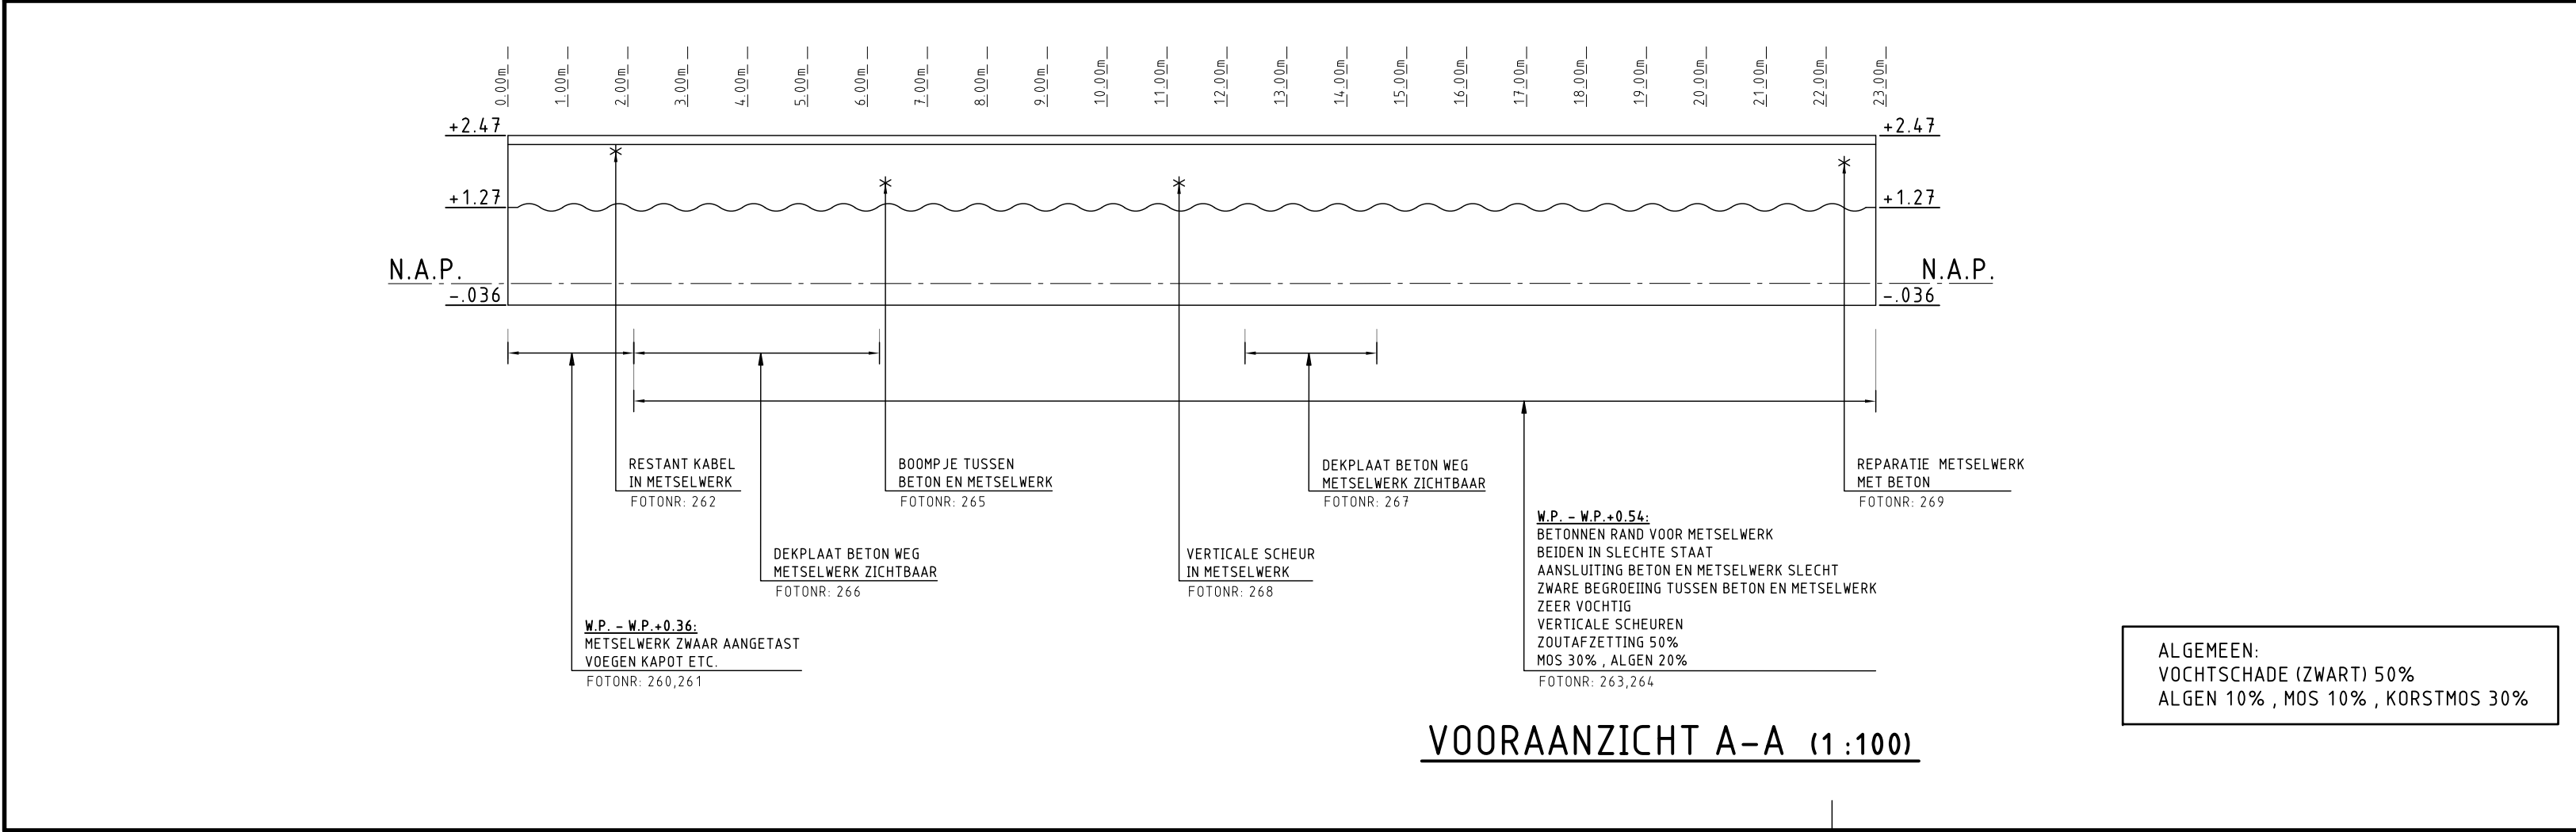 0.00m
1.00m
2.00m
3.00m
4.00m
5.00m
6.00m
7.00m
8.00m
9.00m
10.00m
11.00m
12.00m
13.00m
14.00m
15.00m
16.00m
17.00m
18.00m
19.00m
20.00m
21.00m
22.00m
23.00m
+2.47
+2.47
+1.27
+1.27
N.A.P.
N.A.P.
-.036
-.036
RESTANT KABEL
IN METSELWERK
FOTONR: 262
BOOMPJE TUSSEN
BETON EN METSELWERK
FOTONR: 265
DEKPLAAT BETON WEG
METSELWERK ZICHTBAAR
FOTONR: 267
REPARATIE METSELWERK
MET BETON
FOTONR: 269
DEKPLAAT BETON WEG
METSELWERK ZICHTBAAR
FOTONR: 266
VERTICALE SCHEUR
IN METSELWERK
FOTONR: 268
W.P. - W.P.+0.54:
BETONNEN RAND VOOR METSELWERK
BEIDEN IN SLECHTE STAAT
AANSLUITING BETON EN METSELWERK SLECHT
ZWARE BEGROEIING TUSSEN BETON EN METSELWERK
ZEER VOCHTIG
VERTICALE SCHEUREN
ZOUTAFZETTING 50%
MOS 30% , ALGEN 20%
FOTONR: 263,264
W.P. - W.P.+0.36:
METSELWERK ZWAAR AANGETAST
VOEGEN KAPOT ETC.
FOTONR: 260,261
ALGEMEEN:
VOCHTSCHADE (ZWART) 50%
ALGEN 10% , MOS 10% , KORSTMOS 30%
VOORAANZICHT A-A (1 :100)